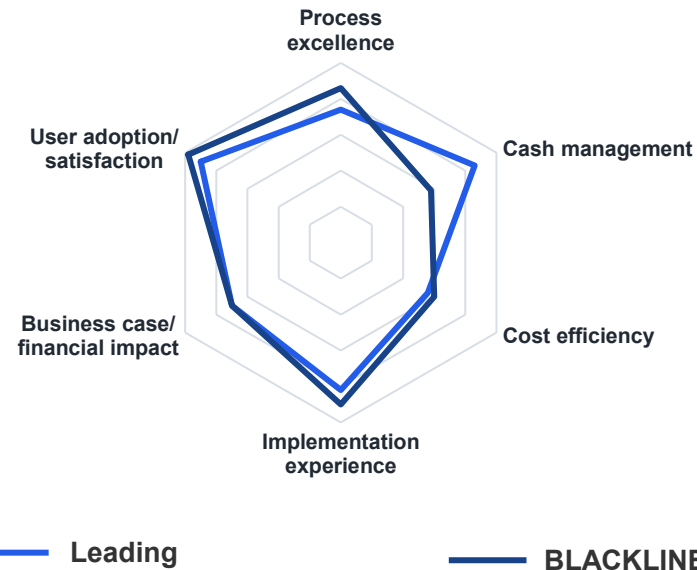 Process
excellence
User adoption/
satisfaction
Cash management
Business case/
financial impact
Cost efficiency
Implementation
experience
Leading
BLACKLINE